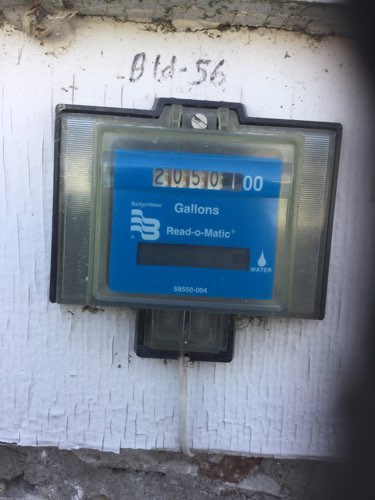 Bld-56
2050100
BadgerMeter
Gallons
Read-o-Matic®
WATER
58550-004